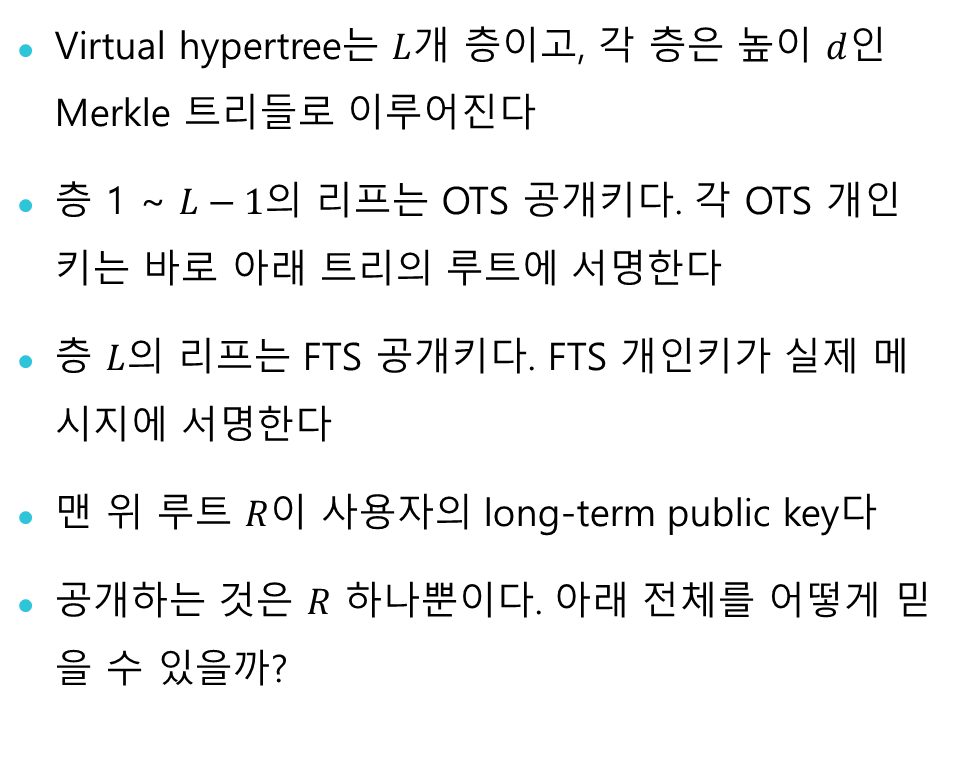 • Virtual hypertree는 L개 층이고, 각 층은 높이 d인
Merkle 트리들로 이루어진다
• 층 1 ~ L − 1의 리프는 OTS 공개키다. 각 OTS 개인
키는 바로 아래 트리의 루트에 서명한다
• 층 L의 리프는 FTS 공개키다. FTS 개인키가 실제 메
시지에 서명한다
• 맨 위 루트 R이 사용자의 long-term public key다
• 공개하는 것은 R 하나뿐이다. 아래 전체를 어떻게 믿
을 수 있을까?